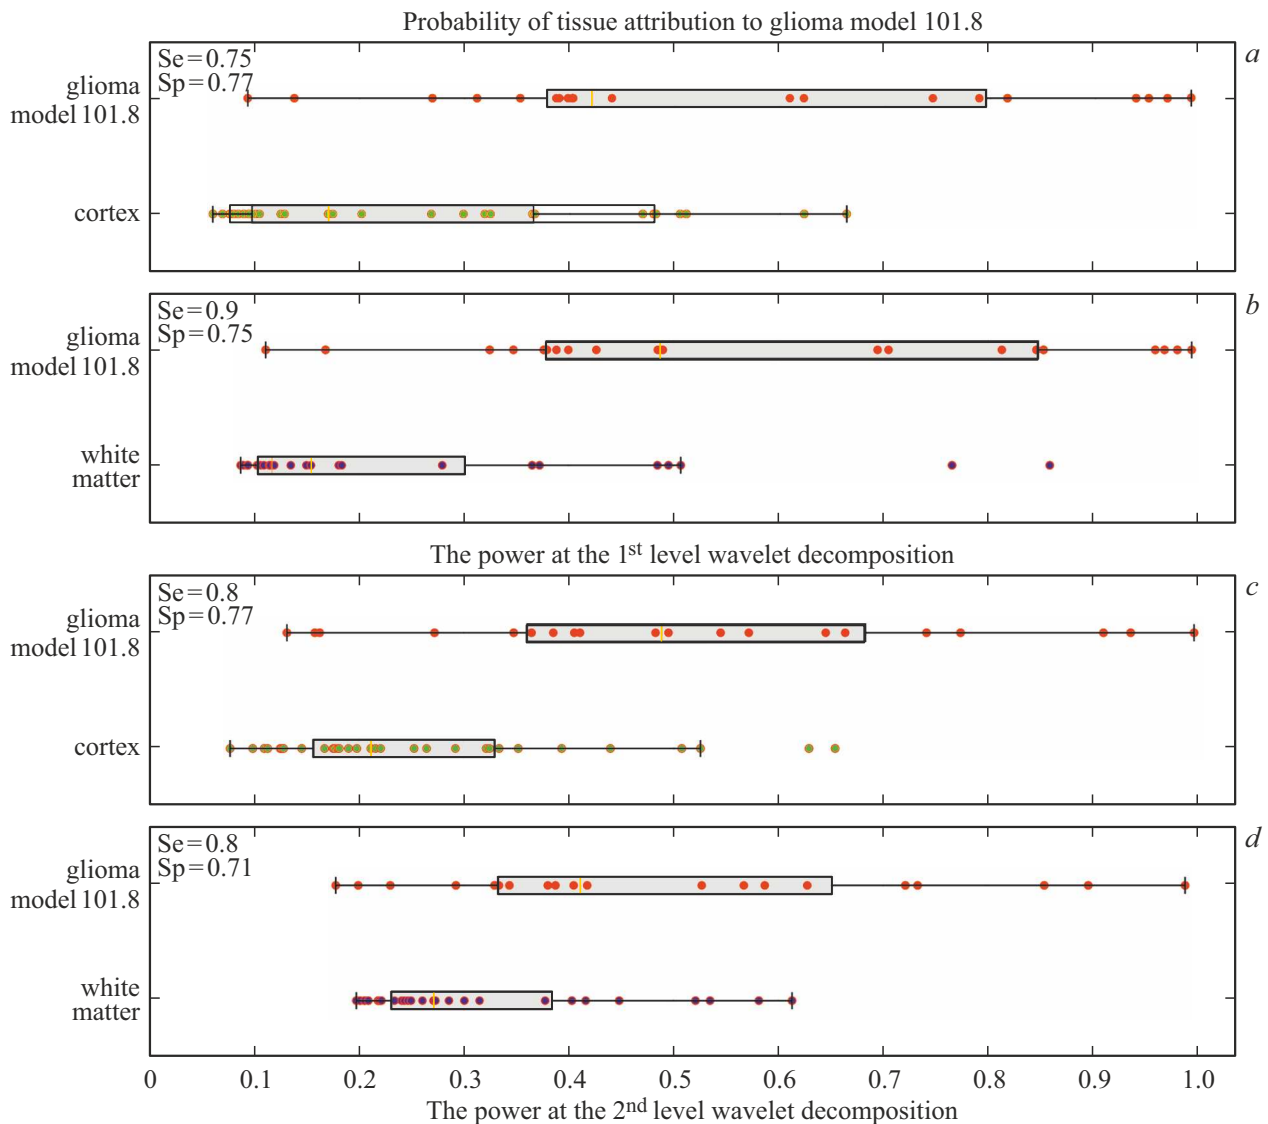 Probability of tissue attribution to glioma model 101.8
a
Se=0.75
Sp=0.77
glioma
model 101.8
cortex
b
Se=0.9
Sp=0.75
glioma
model 101.8
white
matter
The power at the 1st level wavelet decomposition
c
Se=0.8
Sp=0.77
glioma
model 101.8
cortex
d
Se=0.8
Sp=0.71
glioma
model 101.8
white
matter
0 0.1 0.2 0.3 0.4 0.5 0.6 0.7 0.8 0.9 1.0
The power at the 2nd level wavelet decomposition